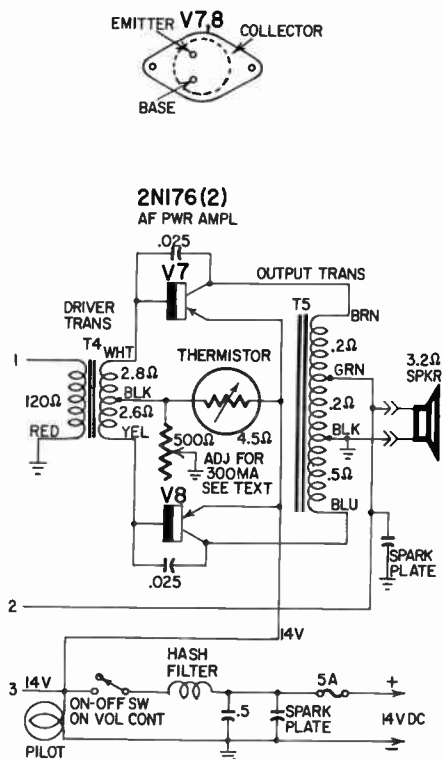 EMITTER V7,8 COLLECTOR
BASE
2N176(2)
AF PWR AMPL
.025
V7
OUTPUT TRANS
DRIVER
TRANS
T5
BRN
T4
WHT
THERMISTOR
.2Ω
3.2Ω
SPKR
1
2.8Ω
GRN
120Ω
BLK
.2Ω
2.6Ω
BLK
RED
YEL
500Ω
4.5Ω
ADJ FOR
300MA
SEE TEXT
.5Ω
V8
BLU
.025
SPARK
PLATE
2
14V
HASH
FILTER
3 14V
5A
+
ON-OFF SW
ON VOL CONT
.5
SPARK
PLATE
14V DC
PILOT
−